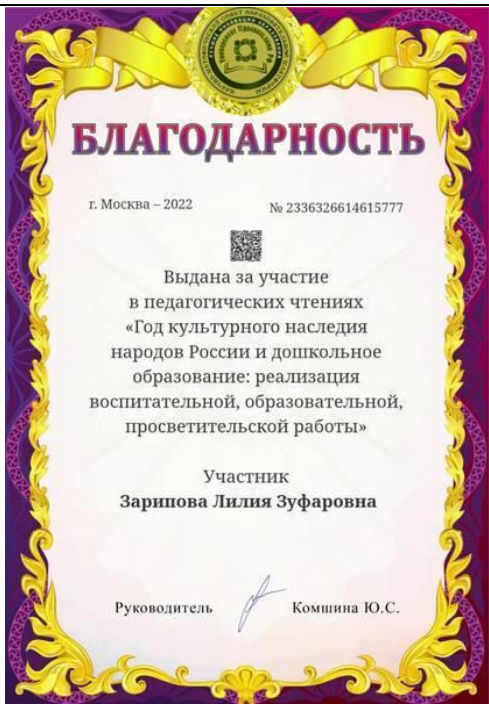 БЛАГОДАРНОСТЬ
г. Москва – 2022
№ 2336326614615777
Выдана за участие
в педагогических чтениях
«Год культурного наследия
народов России и дошкольное
образование: реализация
воспитательной, образовательной,
просветительской работы»
Участник
Зарипова Лилия Зуфаровна
Руководитель
Комшина Ю.С.